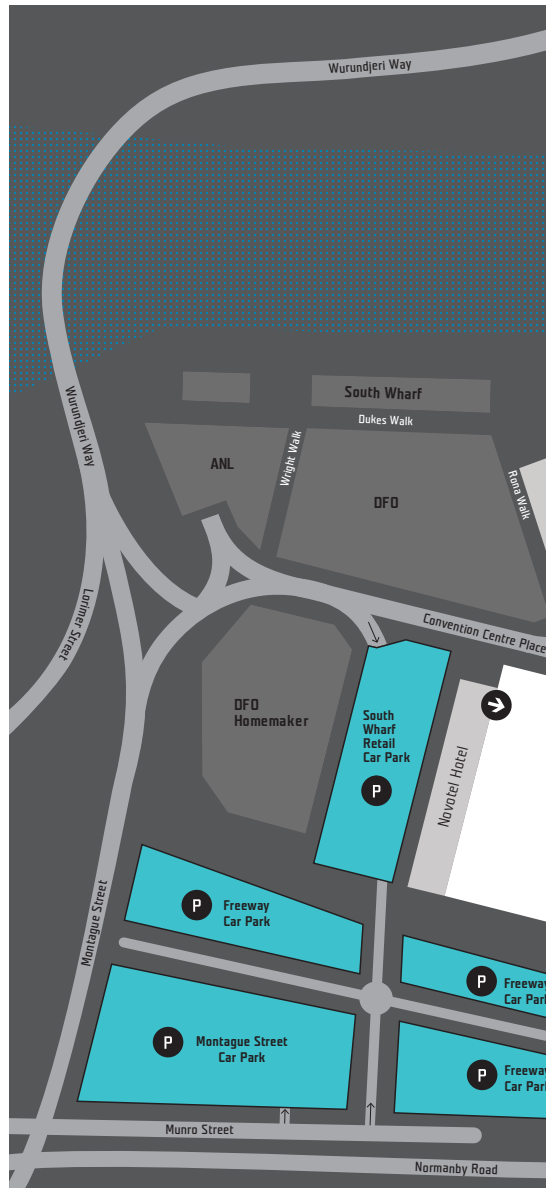 Wurundjeri Way
Wurundjeri Way
South Wharf
Dukes Walk
ANL
Wright Walk
DFO
Rona Walk
Lorimer Street
Convention Centre Place
DFO
Homemaker
South
Wharf
Retail
Car Park
P
Novotel Hotel
Montague Street
P
Freeway
Car Park
P
Freeway
Car Park
P
Montague Street
Car Park
P
Freeway
Car Park
Munro Street
Normanby Road